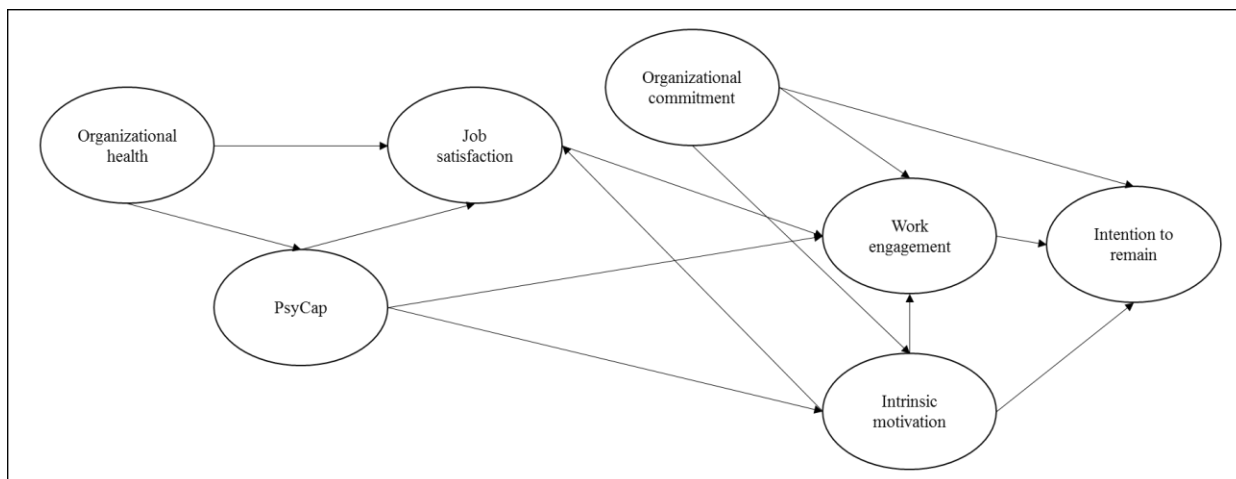 Organizational
health
Job
satisfaction
PsyCap
Organizational
commitment
Work
engagement
Intention to
remain
Intrinsic
motivation